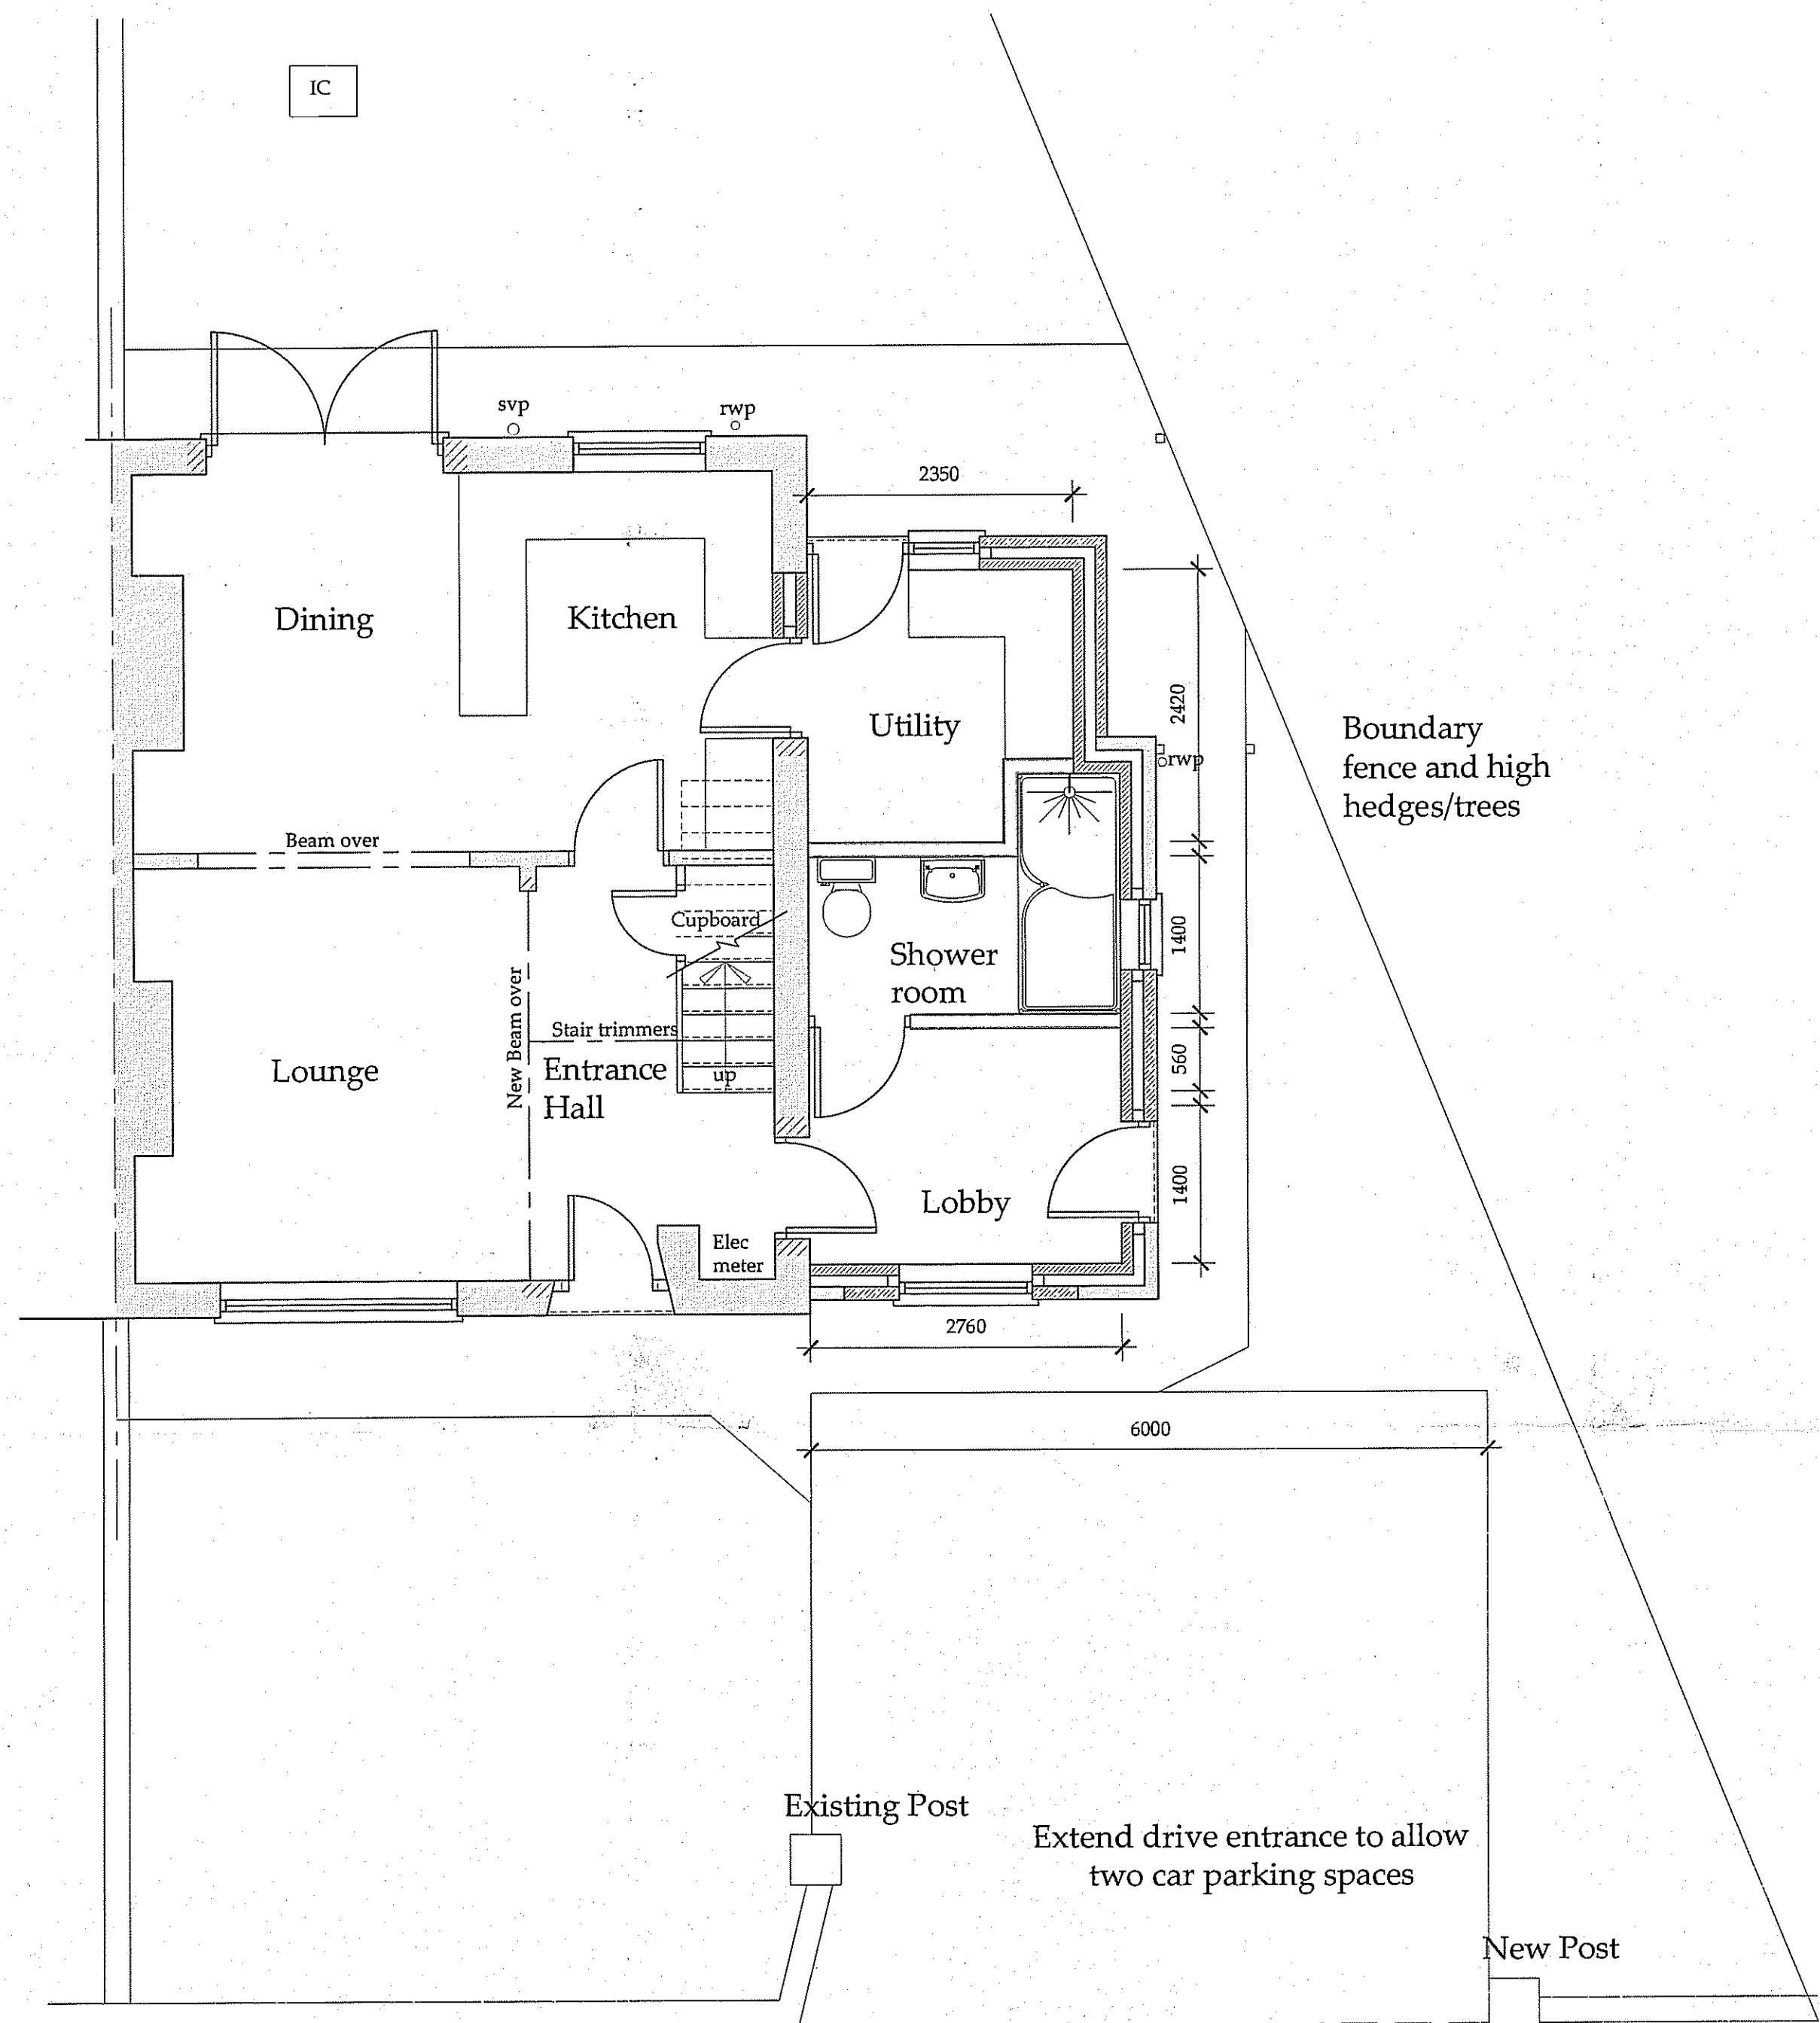 IC
svp
rwp
2350
Dining
Kitchen
Utility
2420
rwp
Boundary
fence and high
hedges/trees
Beam over
Cupboard
Shower
room
1400
New Beam over
Stair trimmers
Lounge
Entrance
Hall
up
560
Lobby
1400
Elec
meter
2760
6000
Existing Post
Extend drive entrance to allow
two car parking spaces
New Post